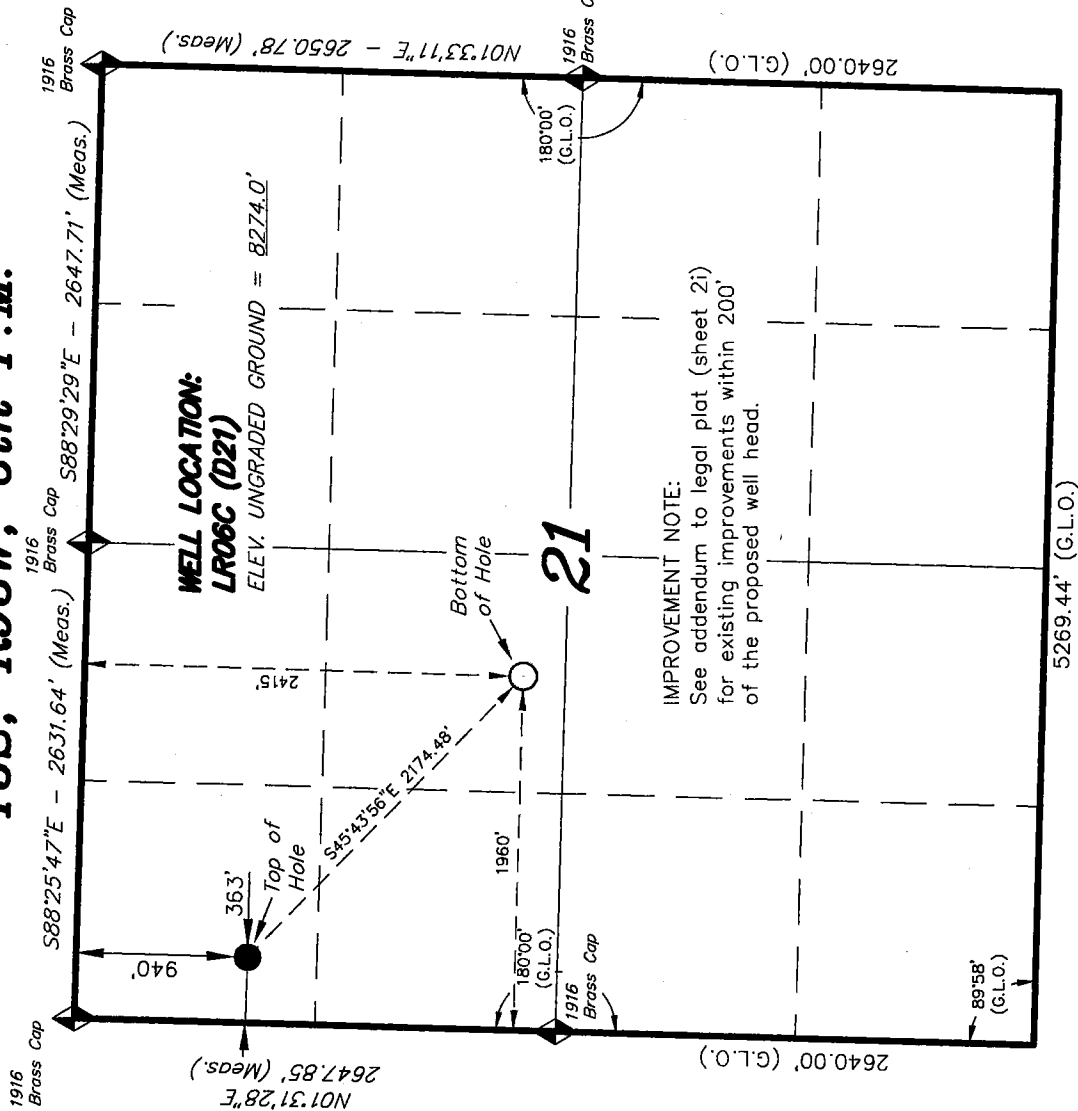 1916
Brass Cap
S88°25'47"E - 2631.64' (Meas.)
1916
Brass Cap
S88°29'29"E - 2647.71' (Meas.)
1916
Brass Cap
N01°31'28"E
2647.85' (Meas.)
N01°33'11"E - 2650.78' (Meas.)
940'
363'
Top of
Hole
2415'
WELL LOCATION:
LR06C (D21)
ELEV. UNGRADED GROUND = 8274.0'
S45°43'56"E 2174.48'
Bottom
of Hole
1960'
180°00'
(G.L.O.)
1916
Brass Cap
21
180°00'
(G.L.O.)
1916
Brass
IMPROVEMENT NOTE:
See addendum to legal plat (sheet 2i)
for existing improvements within 200'
of the proposed well head.
2640.00' (G.L.O.)
2640.00' (G.L.O.)
89°58'
(G.L.O.)
5269.44' (G.L.O.)